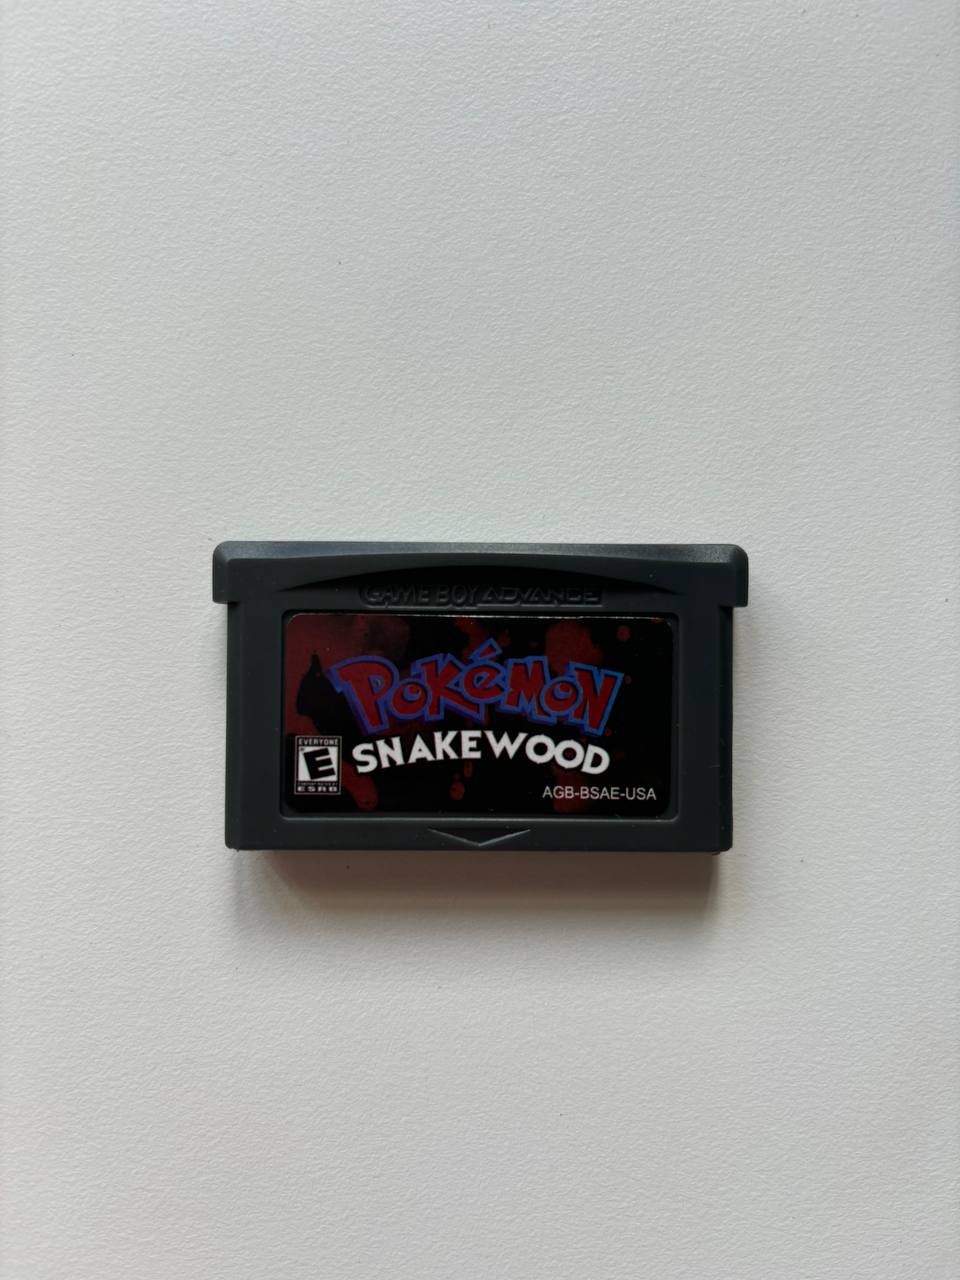 GAME BOY ADVANCE
POKéMON
SNAKEWOOD
EVERYONE
E
ESRB
AGB-BSAE-USA